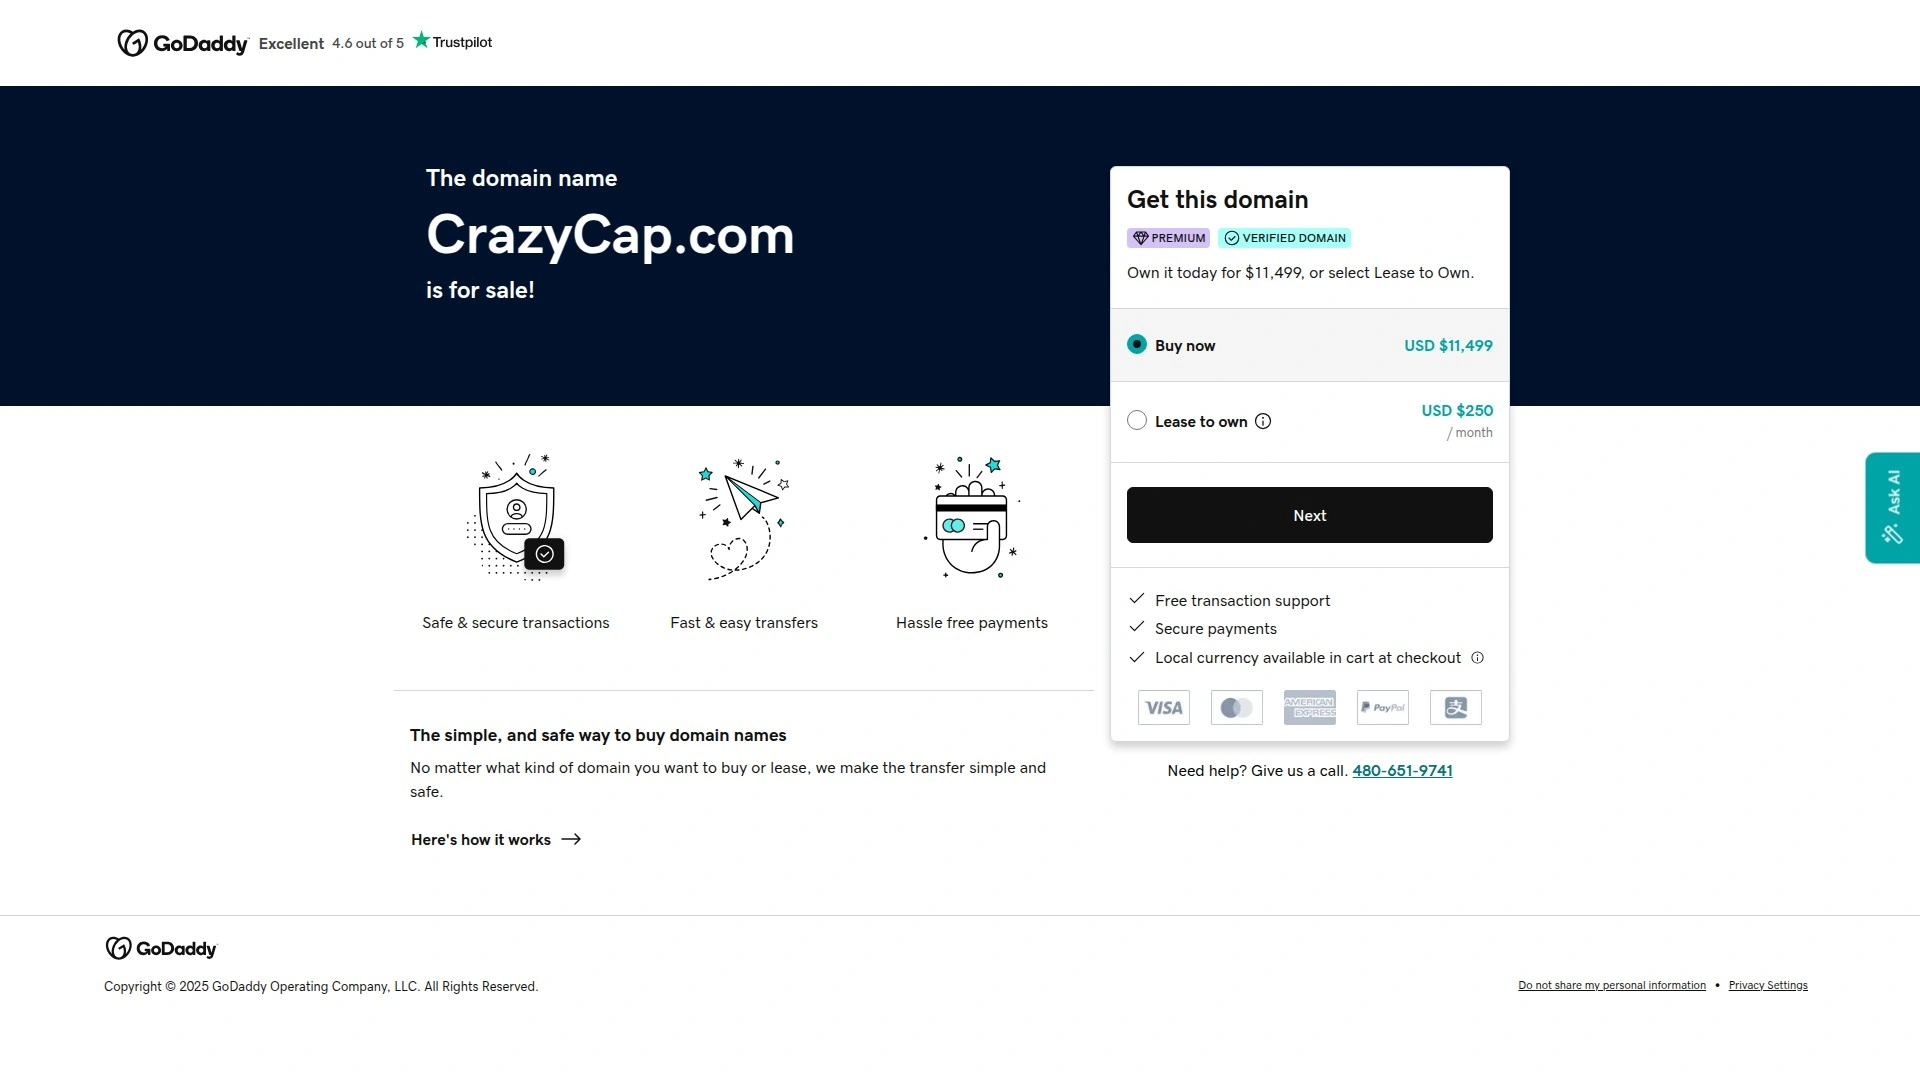 GoDaddy Excellent 4.6 out of 5 Trustpilot
The domain name
CrazyCap.com
is for sale!
Get this domain
PREMIUM VERIFIED DOMAIN
Own it today for $11,499, or select Lease to Own.
Buy now USD $11,499
Lease to own USD $250
/ month
Next
Free transaction support
Secure payments
Local currency available in cart at checkout
VISA AMERICAN EXPRESS PayPal 支
Need help? Give us a call. 480-651-9741
Ask AI
Safe & secure transactions
Fast & easy transfers
Hassle free payments
The simple, and safe way to buy domain names
No matter what kind of domain you want to buy or lease, we make the transfer simple and
safe.
Here's how it works
GoDaddy
Copyright © 2025 GoDaddy Operating Company, LLC. All Rights Reserved.
Do not share my personal information • Privacy Settings